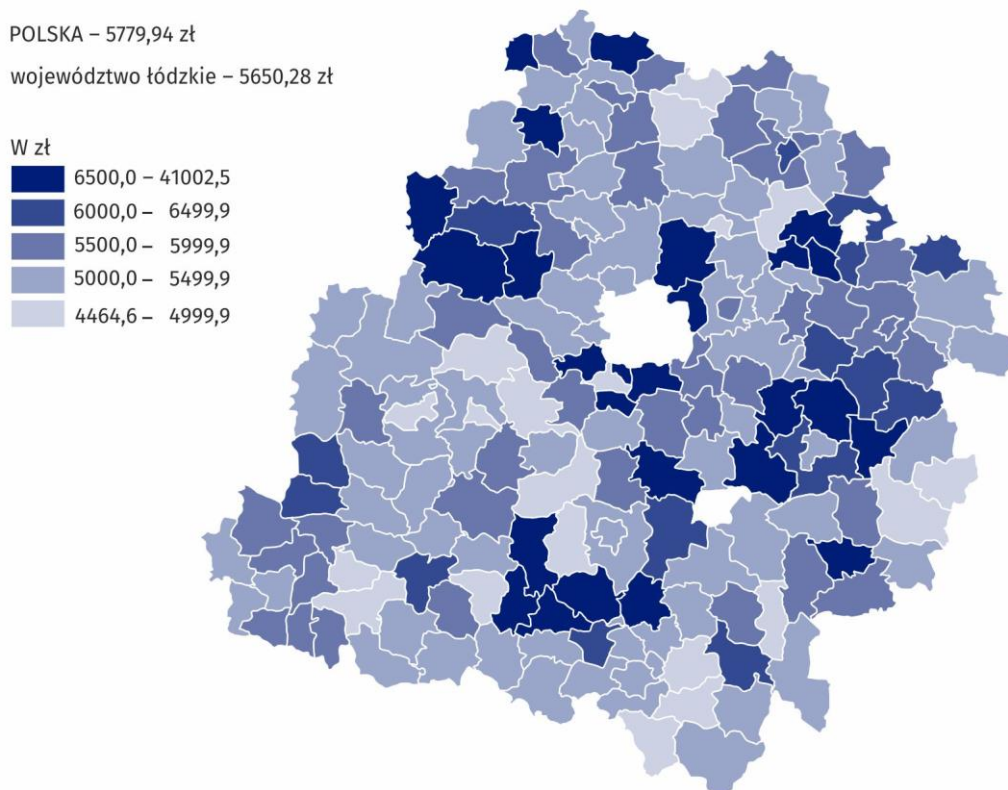 POLSKA – 5779,94 zł
województwo łódzkie – 5650,28 zł
W zł
6500,0 – 41002,5
6000,0 – 6499,9
5500,0 – 5999,9
5000,0 – 5499,9
4464,6 – 4999,9